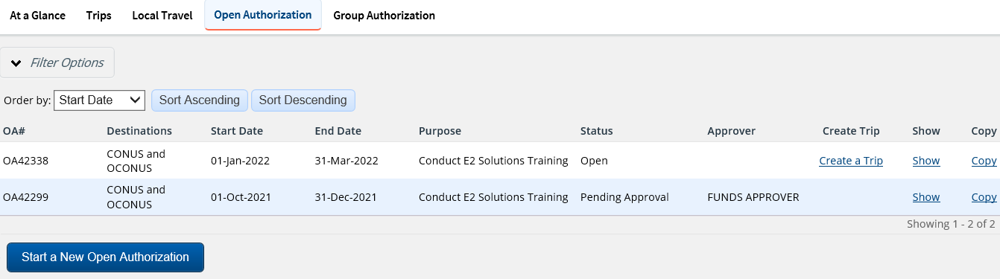 At a Glance Trips Local Travel Open Authorization Group Authorization
Filter Options
Order by: Start Date Sort Ascending Sort Descending
OA# Destinations Start Date End Date Purpose Status Approver Create Trip Show Copy
OA42338 CONUS and OCONUS 01-Jan-2022 31-Mar-2022 Conduct E2 Solutions Training Open Create a Trip Show Copy
OA42299 CONUS and OCONUS 01-Oct-2021 31-Dec-2021 Conduct E2 Solutions Training Pending Approval FUNDS APPROVER Show Copy
Showing 1 - 2 of 2
Start a New Open Authorization